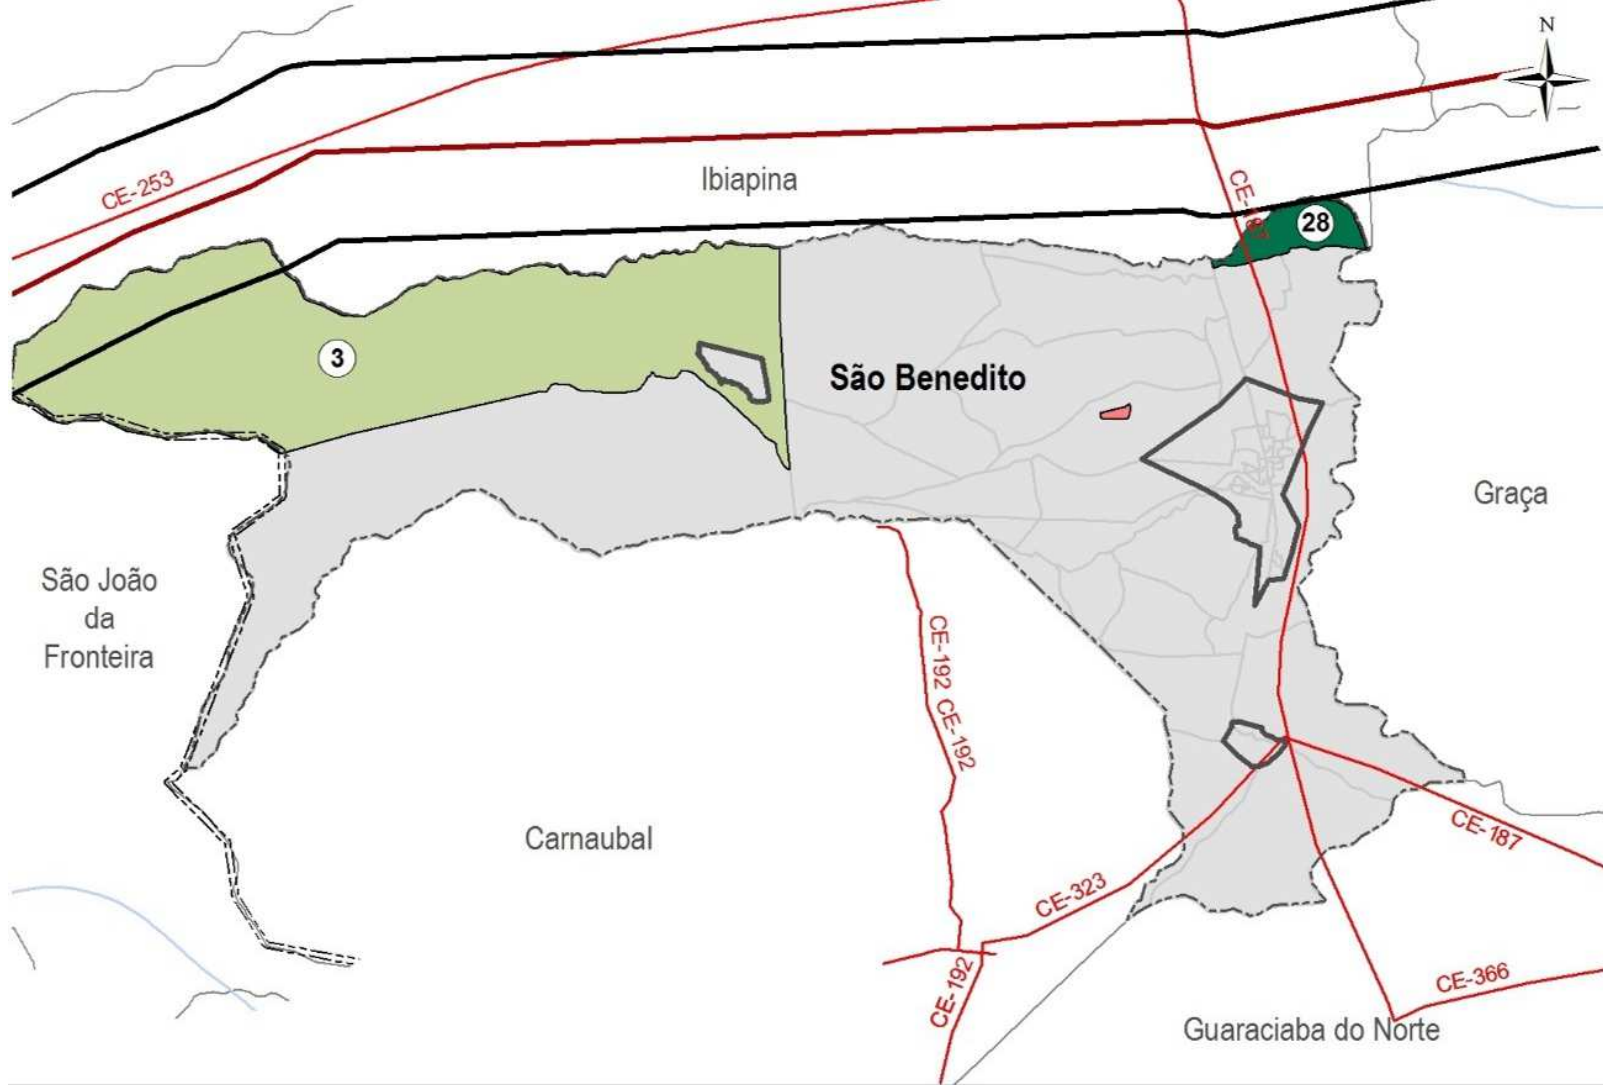 N
CE-253
Ibiapina
CE-187
28
3
São Benedito
Graça
São João
da
Fronteira
CE-192
CE-192
Carnaubal
CE-187
CE-323
CE-192
CE-366
Guaraciaba do Norte